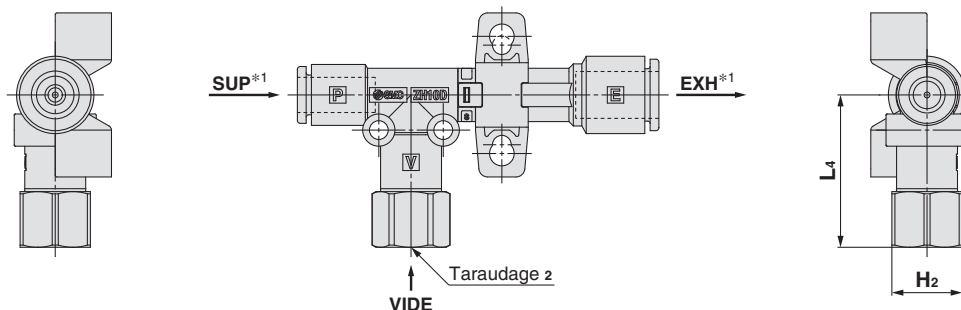 SUP*1
P
SMC ZH10D
I
S
E
EXH*1
V
L4
Taraudage 2
VIDE
H2